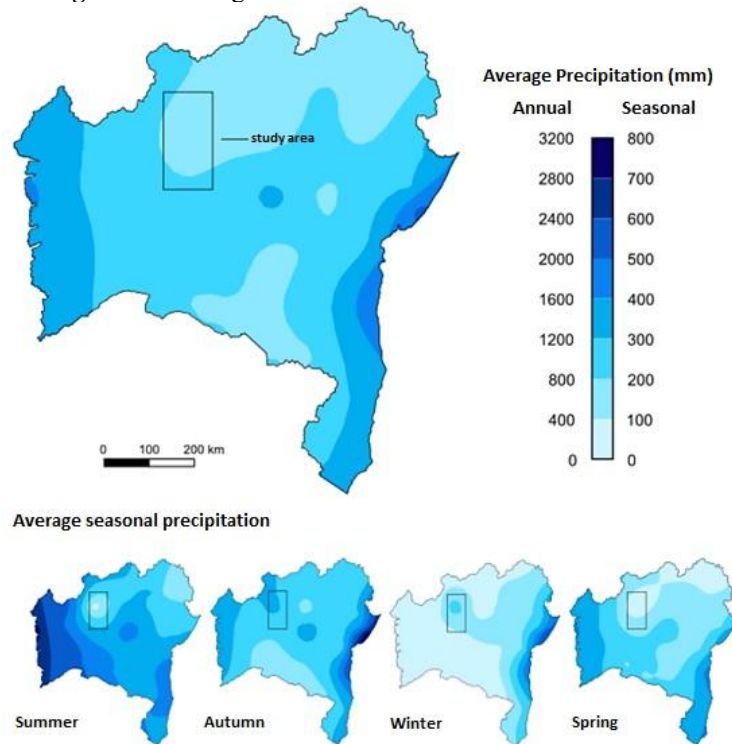 study area
Average Precipitation (mm)
Annual Seasonal
3200 800
2800 700
2400 600
2000 500
1600 400
1200 300
800 200
400 100
0 0
0 100 200 km
Average seasonal precipitation
Summer Autumn Winter Spring